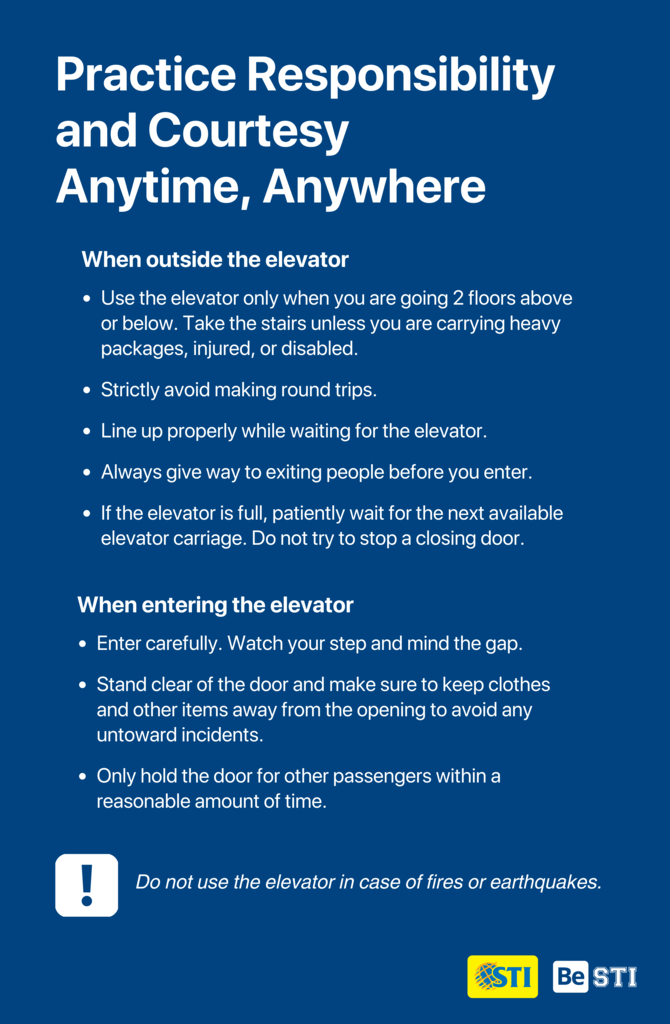 Practice Responsibility
and Courtesy
Anytime, Anywhere
When outside the elevator
• Use the elevator only when you are going 2 floors above
or below. Take the stairs unless you are carrying heavy
packages, injured, or disabled.
• Strictly avoid making round trips.
• Line up properly while waiting for the elevator.
• Always give way to exiting people before you enter.
• If the elevator is full, patiently wait for the next available
elevator carriage. Do not try to stop a closing door.
When entering the elevator
• Enter carefully. Watch your step and mind the gap.
• Stand clear of the door and make sure to keep clothes
and other items away from the opening to avoid any
untoward incidents.
• Only hold the door for other passengers within a
reasonable amount of time.
! Do not use the elevator in case of fires or earthquakes.
STI Be STI